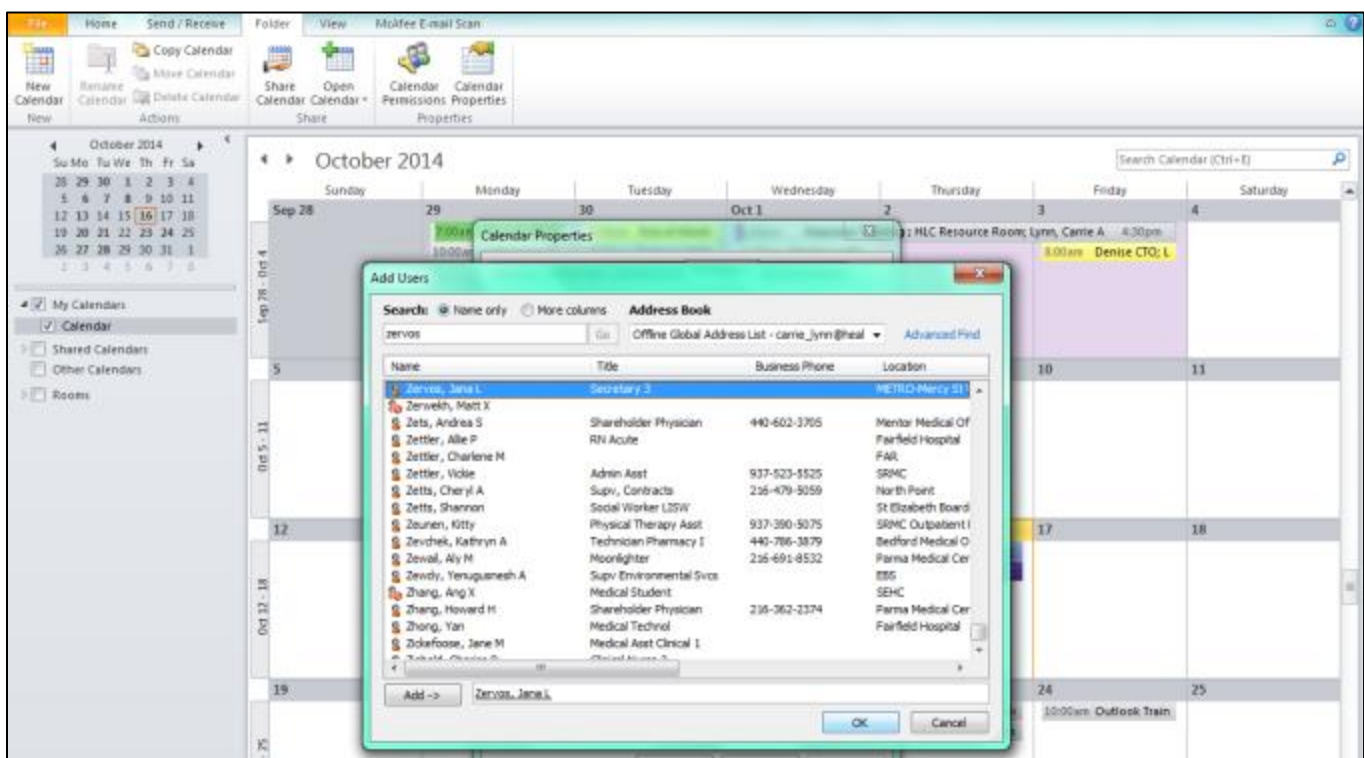 File Home Send / Receive Folder View McAfee E-mail Scan
New Calendar
Rename Calendar
Copy Calendar
Move Calendar
Delete Calendar
Share Calendar
Open Calendar
Calendar Permissions
Calendar Properties
New Actions Share Properties
October 2014
Su Mo Tu We Th Fr Sa
28 29 30 1 2 3 4
5 6 7 8 9 10 11
12 13 14 15 16 17 18
19 20 21 22 23 24 25
26 27 28 29 30 31 1
2 3 4 5 6 7 8
My Calendars
Calendar
Shared Calendars
Other Calendars
Rooms
October 2014
Search Calendar (Ctrl+E)
Sunday Monday Tuesday Wednesday Thursday Friday Saturday
Sep 28 29 30 Oct 1 2 3 4
Sep 28 - Oct 4
7:00am
10:00am
; HLC Resource Room; Lynn, Carrie A 4:30pm
8:00am Denise CTO; L
Calendar Properties
Add Users
Search: Name only More columns Address Book
zervos Go Offline Global Address List - carrie_lynn@heal Advanced Find
Name Title Business Phone Location
Zervos, Jana L Secretary 3 METRO-Mercy St
Zerwekh, Matt X
Zets, Andrea S Shareholder Physician 440-602-3705 Mentor Medical Of
Zettler, Allie P RN Acute Fairfield Hospital
Zettler, Charlene M FAR
Zettler, Vickie Admin Asst 937-523-5525 SRMC
Zetts, Cheryl A Supv, Contracts 216-479-5059 North Point
Zetts, Shannon Social Worker LISW St Elizabeth Board
Zeunen, Kitty Physical Therapy Asst 937-390-5075 SRMC Outpatient
Zevchek, Kathryn A Technician Pharmacy I 440-786-3879 Bedford Medical O
Zewail, Aly M Moonlighter 216-691-8532 Parma Medical Cer
Zewdy, Yenugusnesh A Supv Environmental Svcs EBS
Zhang, Ang X Medical Student SEHC
Zhang, Howard H Shareholder Physician 216-362-2374 Parma Medical Cer
Zhong, Yan Medical Technol Fairfield Hospital
Zickefoose, Jane M Medical Asst Clinical 1
Add -> Zervos, Jana L
OK Cancel
5 10 11
Oct 5 - 11
12 17 18
Oct 12 - 18
19 24 25
10:00am Outlook Train
25